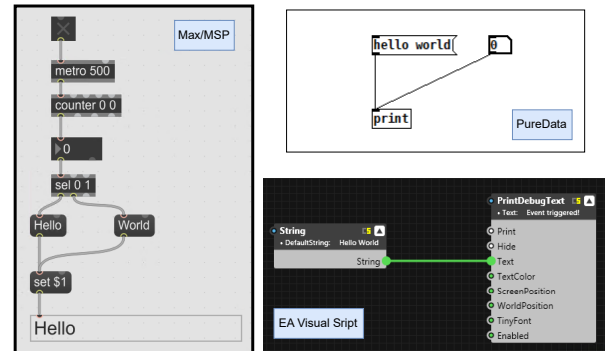 Max/MSP
metro 500
counter 0 0
0
sel 0 1
Hello
World
set $1
Hello
hello world
0
print
PureData
String
• DefaultString: Hello World
String
EA Visual Sript
PrintDebugText
• Text: Event triggered!
Print
Hide
Text
TextColor
ScreenPosition
WorldPosition
TinyFont
Enabled